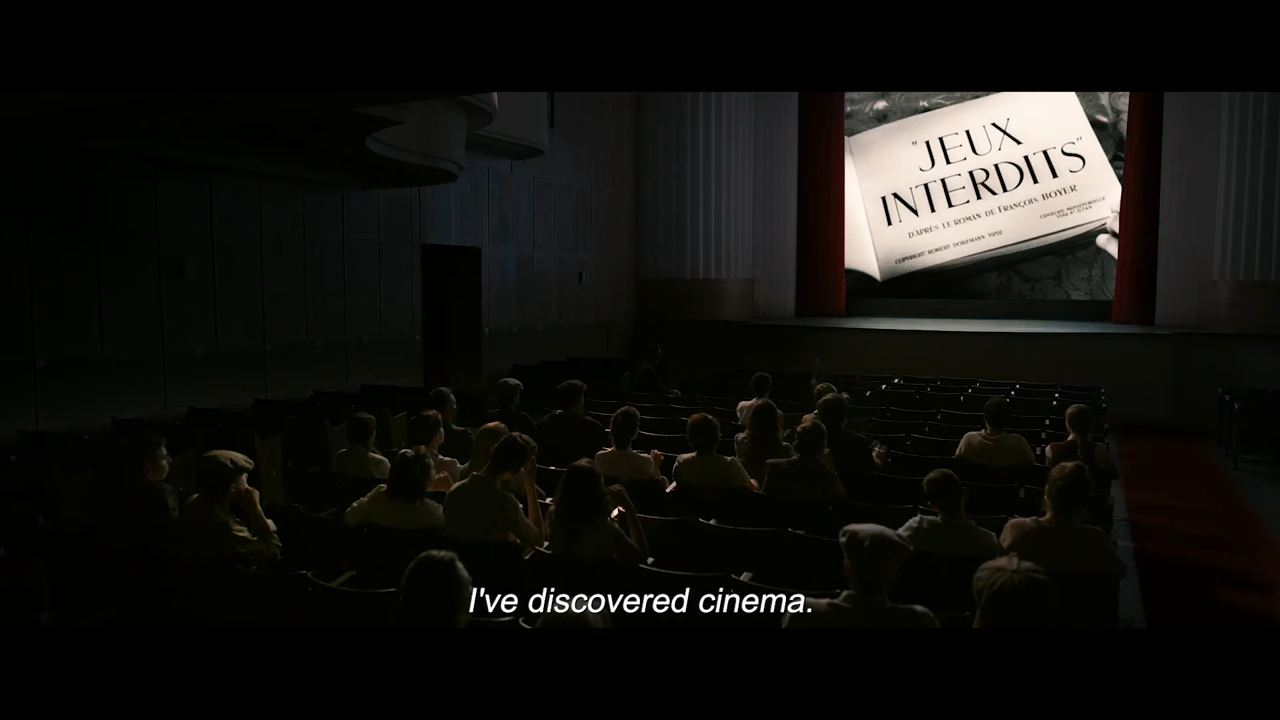 "JEUX
INTERDITS"
D'APRÈS LE ROMAN DE FRANÇOIS BOYER
COPYRIGHT: ROBERT DORFMANN 1952
I've discovered cinema.